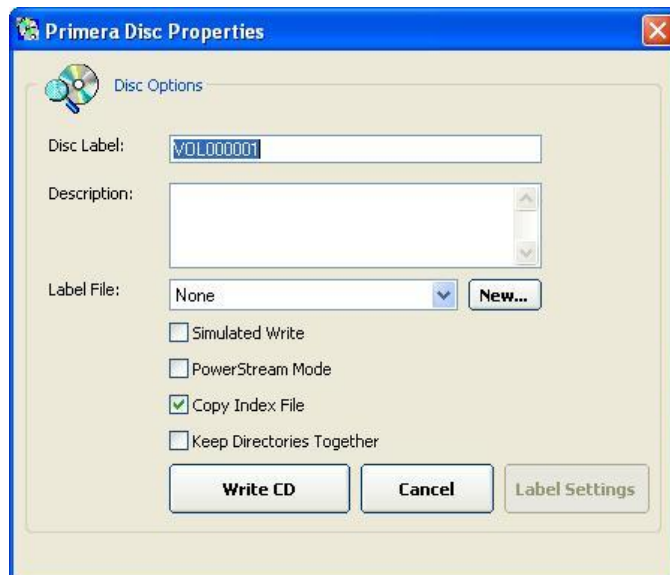 Primera Disc Properties
Disc Options
Disc Label: VOL000001
Description:
Label File: None New...
Simulated Write
PowerStream Mode
Copy Index File
Keep Directories Together
Write CD Cancel Label Settings